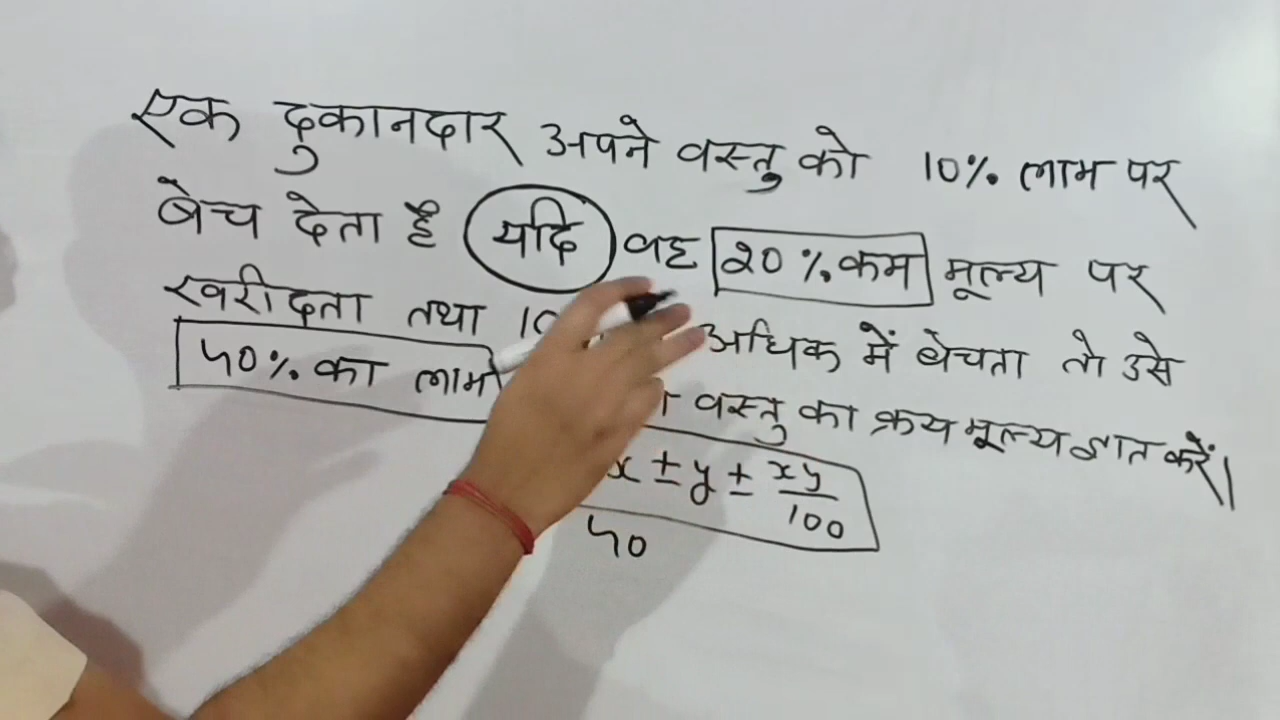 एक दुकानदार अपने वस्तु को 10% लाभ पर
बेच देता है यदि वह 20% कम मूल्य पर
खरीदता तथा 10 अधिक में बेचता तो उसे
40% का लाभ वस्तु का क्रय मूल्य ज्ञात करें।
x ± y ± xy/100
40